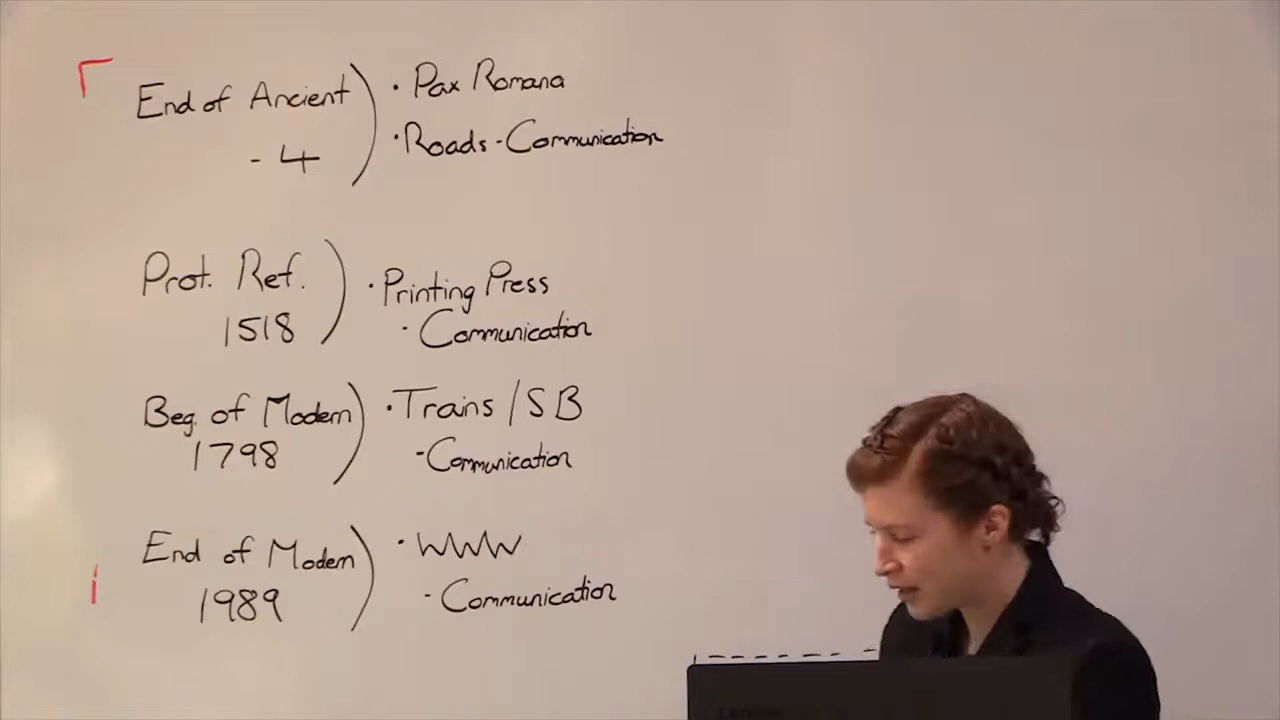 End of Ancient
- 4
· Pax Romana
· Roads - Communication
Prot. Ref.
1518
· Printing Press
· Communication
Beg. of Modern
1798
· Trains / SB
- Communication
End of Modern
1989
· WWW
- Communication